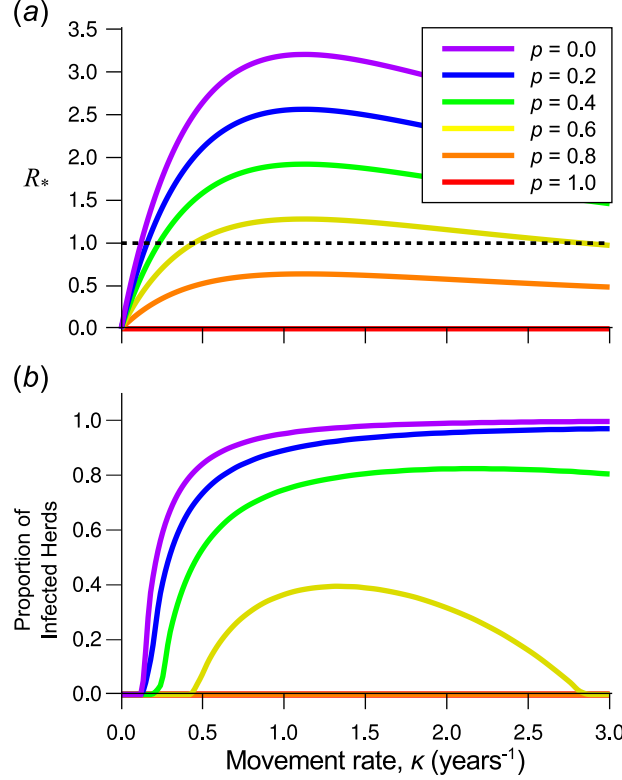 (a)
3.5
3.0
2.5
2.0
1.5
1.0
0.5
0.0
R*
p = 0.0
p = 0.2
p = 0.4
p = 0.6
p = 0.8
p = 1.0
(b)
1.0
0.8
0.6
0.4
0.2
0.0
Proportion of
Infected Herds
0.0 0.5 1.0 1.5 2.0 2.5 3.0
Movement rate, κ (years⁻¹)